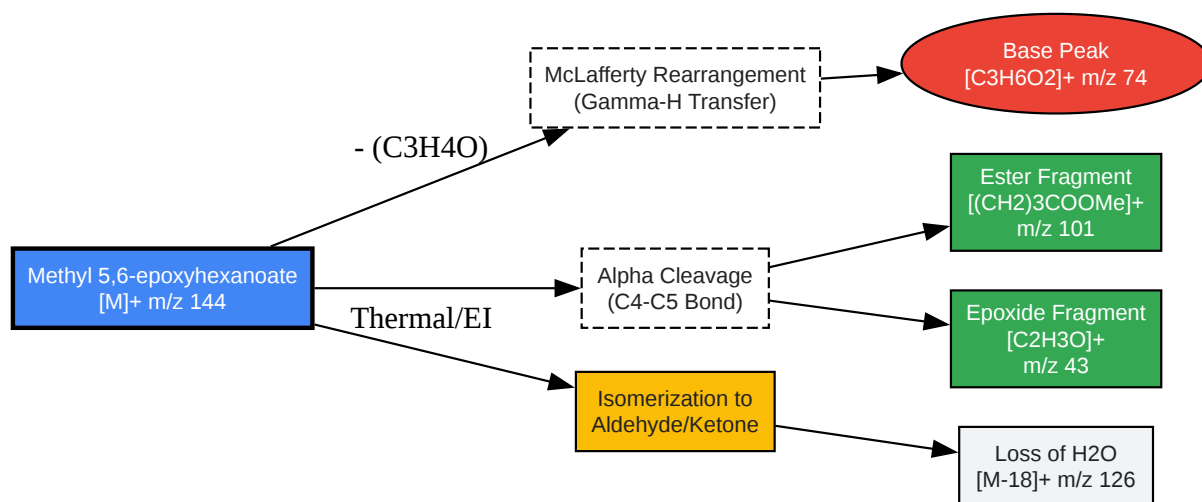 McLafferty Rearrangement
(Gamma-H Transfer)
Base Peak
[C3H6O2]+ m/z 74
- (C3H4O)
Ester Fragment
[(CH2)3COOMe]+
m/z 101
Methyl 5,6-epoxyhexanoate
[M]+ m/z 144
Alpha Cleavage
(C4-C5 Bond)
Thermal/EI
Epoxide Fragment
[C2H3O]+
m/z 43
Isomerization to
Aldehyde/Ketone
Loss of H2O
[M-18]+ m/z 126